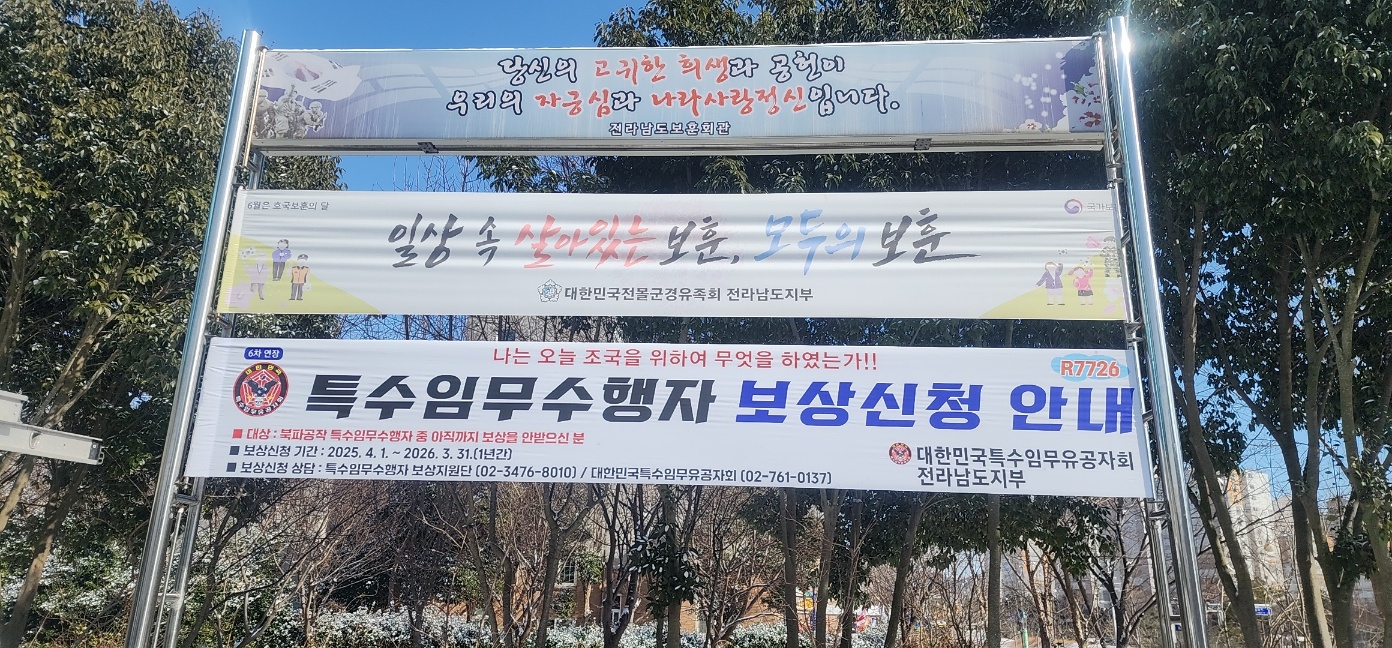 당신의 고귀한 희생과 공헌이
우리의 자긍심과 나라사랑정신입니다.
전라남도보훈회관
6월은 호국보훈의 달
국가보
일상 속 살아있는 보훈, 모두의 보훈
대한민국전몰군경유족회 전라남도지부
6차 연장
나는 오늘 조국을 위하여 무엇을 하였는가!!
R7726
특수임무수행자 보상신청 안내
■ 대상 : 북파공작 특수임무수행자 중 아직까지 보상을 안받으신 분
■ 보상신청 기간 : 2025. 4. 1. ~ 2026. 3. 31.(1년간)
■ 보상신청 상담 : 특수임무수행자 보상지원단 (02-3476-8010) / 대한민국특수임무유공자회 (02-761-0137)
대한민국특수임무유공자회
전라남도지부